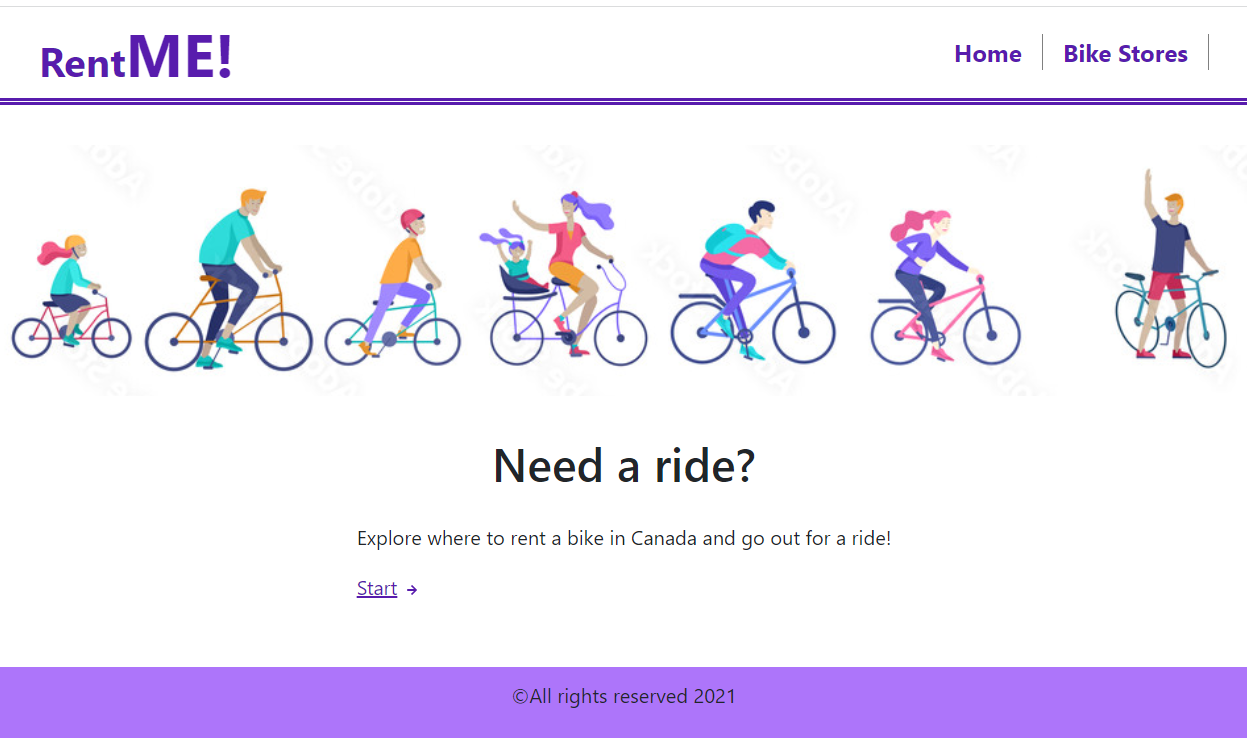 RentME!
Home
Bike Stores
Need a ride?
Explore where to rent a bike in Canada and go out for a ride!
Start →
©All rights reserved 2021